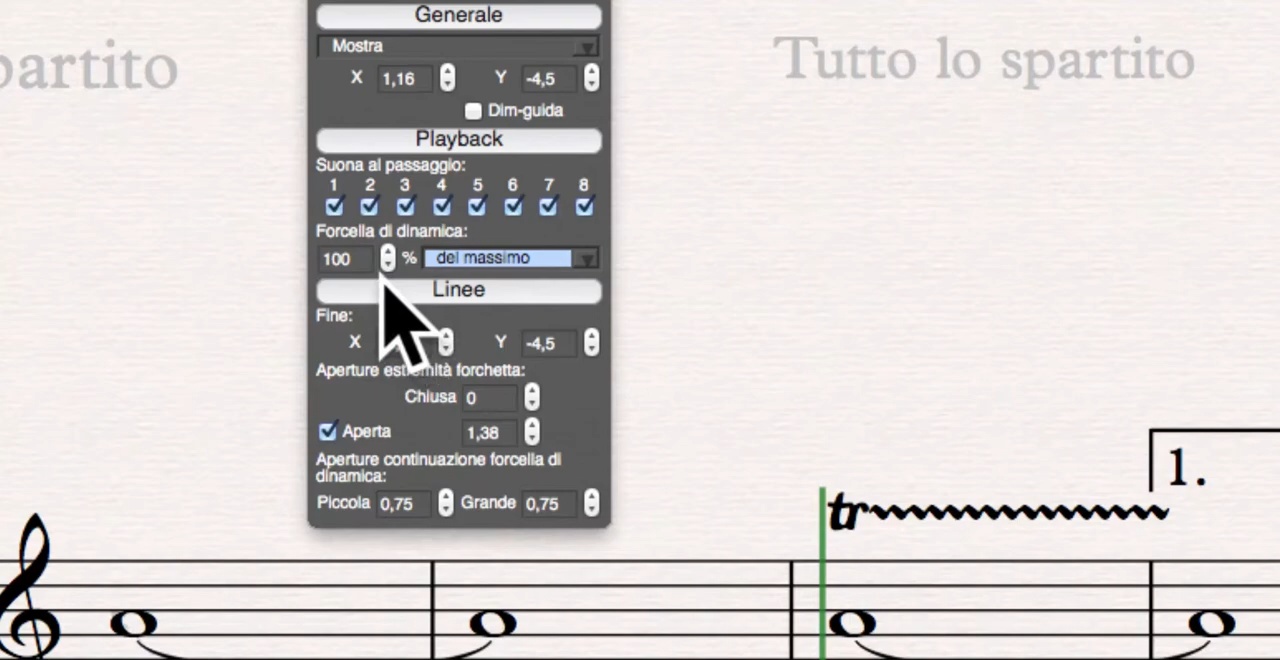 Generale
partito
Tutto lo spartito
Mostra
X 1,16 Y -4,5
Dim-guida
Playback
Suona al passaggio:
1 2 3 4 5 6 7 8
Forcella di dinamica:
100 % del massimo
Linee
Fine:
X Y -4,5
Aperture estremità forchetta:
Chiusa 0
Aperta 1,38
Aperture continuazione forcella di
dinamica:
Piccola 0,75 Grande 0,75
1.
tr